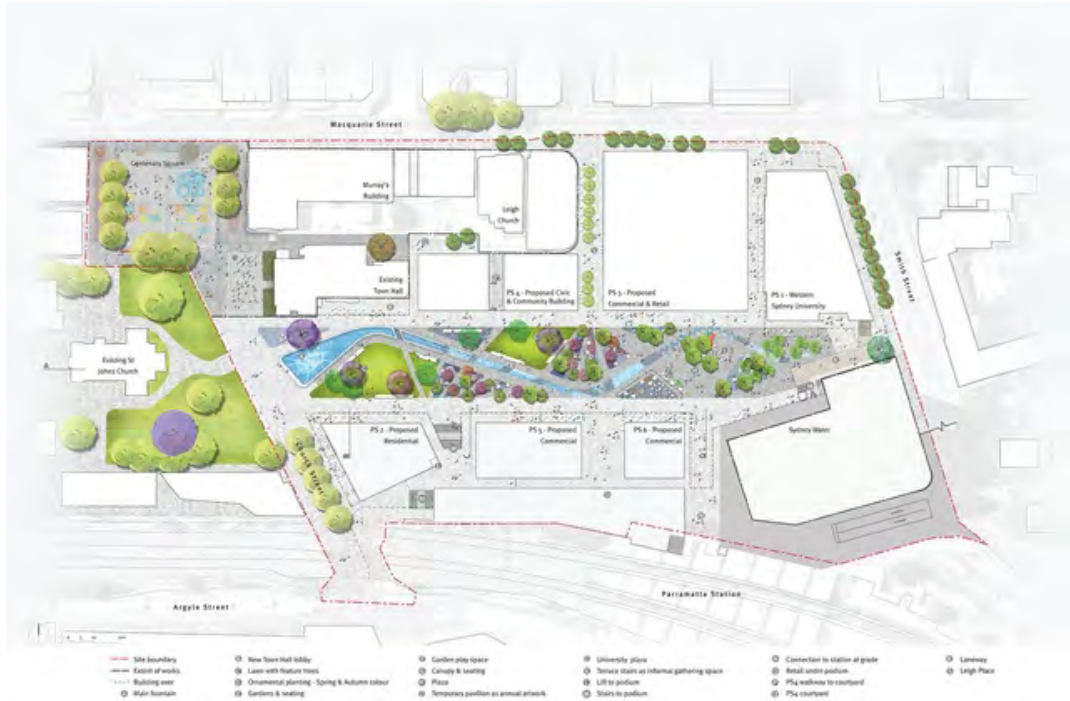 Macquarie Street
Centenary Square
Murray's
Building
Leigh
Church
Smith Street
Existing
Town Hall
PS 4 - Proposed Civic
& Community Building
PS 3 - Proposed
Commercial & Retail
PS 1 - Western
Sydney University
Existing St
Johns Church
A
PS 2 - Proposed
Residential
PS 5 - Proposed
Commercial
PS 6 - Proposed
Commercial
Sydney Water
Church Street
Argyle Street
Parramatta Station
Site boundary
Extent of works
Building over
Main fountain
New Town Hall lobby
Lawn with feature trees
Ornamental planting - Spring & Autumn colour
Gardens & seating
Garden play space
Canopy & seating
Plaza
Temporary pavilion as annual artwork
University plaza
Terrace stairs as informal gathering space
Lift to podium
Stairs to podium
Connection to station at grade
Retail under podium
PS4 walkway to courtyard
PS4 courtyard
Laneway
Leigh Place